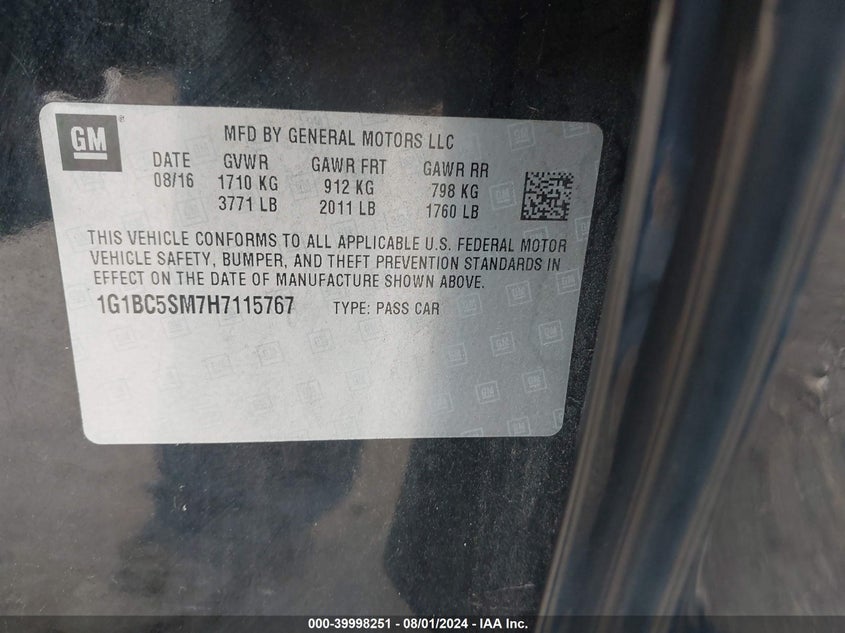 GM
®
MFD BY GENERAL MOTORS LLC
DATE GVWR GAWR FRT GAWR RR
08/16 1710 KG 912 KG 798 KG
3771 LB 2011 LB 1760 LB
THIS VEHICLE CONFORMS TO ALL APPLICABLE U.S. FEDERAL MOTOR
VEHICLE SAFETY, BUMPER, AND THEFT PREVENTION STANDARDS IN
EFFECT ON THE DATE OF MANUFACTURE SHOWN ABOVE.
1G1BC5SM7H7115767 TYPE: PASS CAR
000-39998251 - 08/01/2024 - IAA Inc.